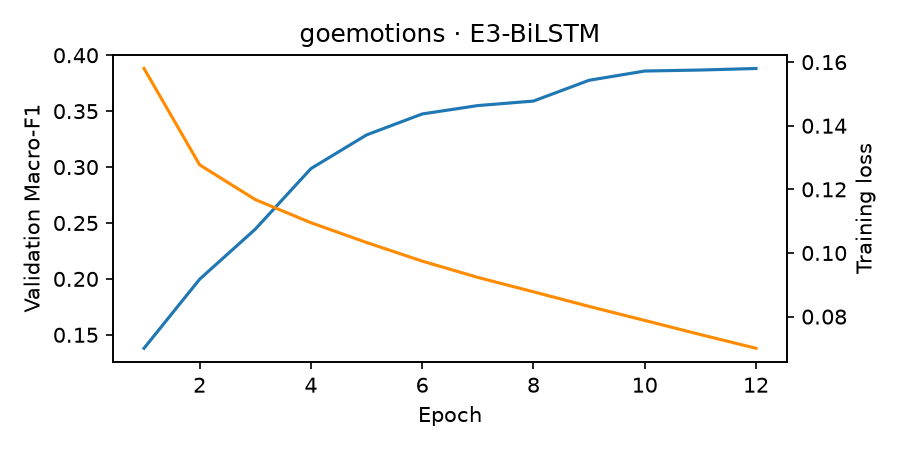 goemotions · E3-BiLSTM
Validation Macro-F1
0.40
0.35
0.30
0.25
0.20
0.15
0.16
0.14
0.12
0.10
0.08
Training loss
2 4 6 8 10 12
Epoch